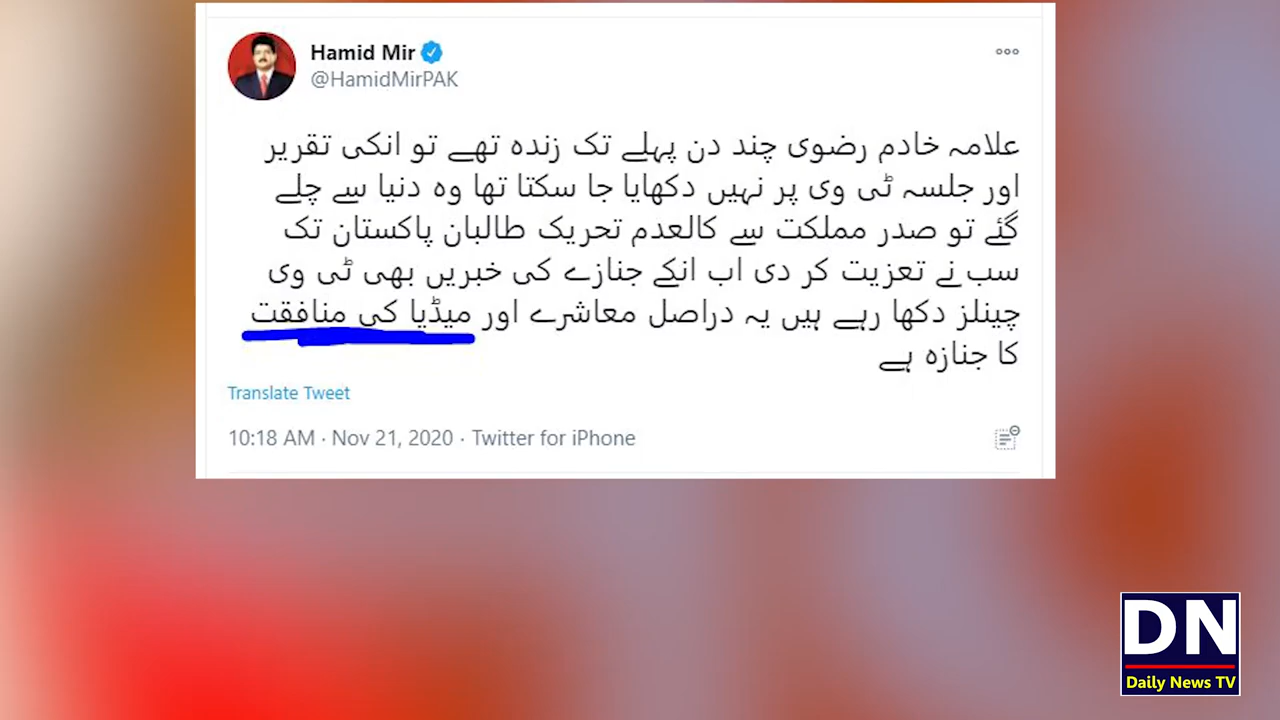 Hamid Mir
@HamidMirPAK
علامہ خادم رضوی چند دن پہلے تک زندہ تھے تو انکی تقریر
اور جلسہ ٹی وی پر نہیں دکھایا جا سکتا تھا وہ دنیا سے چلے
گئے تو صدر مملکت سے کالعدم تحریک طالبان پاکستان تک
سب نے تعزیت کر دی اب انکے جنازے کی خبریں بھی ٹی وی
چینلز دکھا رہے ہیں یہ دراصل معاشرے اور میڈیا کی منافقت
کا جنازہ ہے
Translate Tweet
10:18 AM · Nov 21, 2020 · Twitter for iPhone
DN
Daily News TV